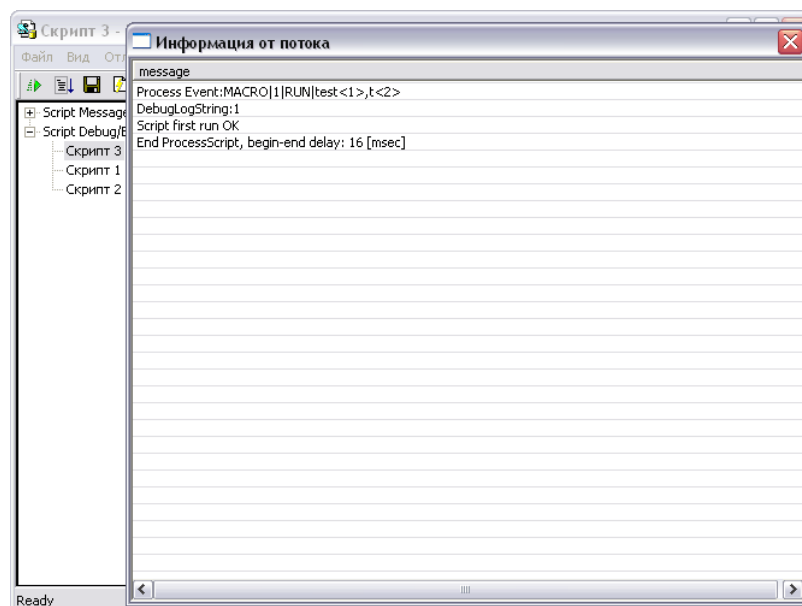 Скрипт 3 -
Информация от потока
Файл Вид Отл
message
Process Event:MACRO|1|RUN|test<1>,t<2>
DebugLogString:1
Script first run OK
End ProcessScript, begin-end delay: 16 [msec]
Script Message
Script Debug/E
Скрипт 3
Скрипт 1
Скрипт 2
Ready